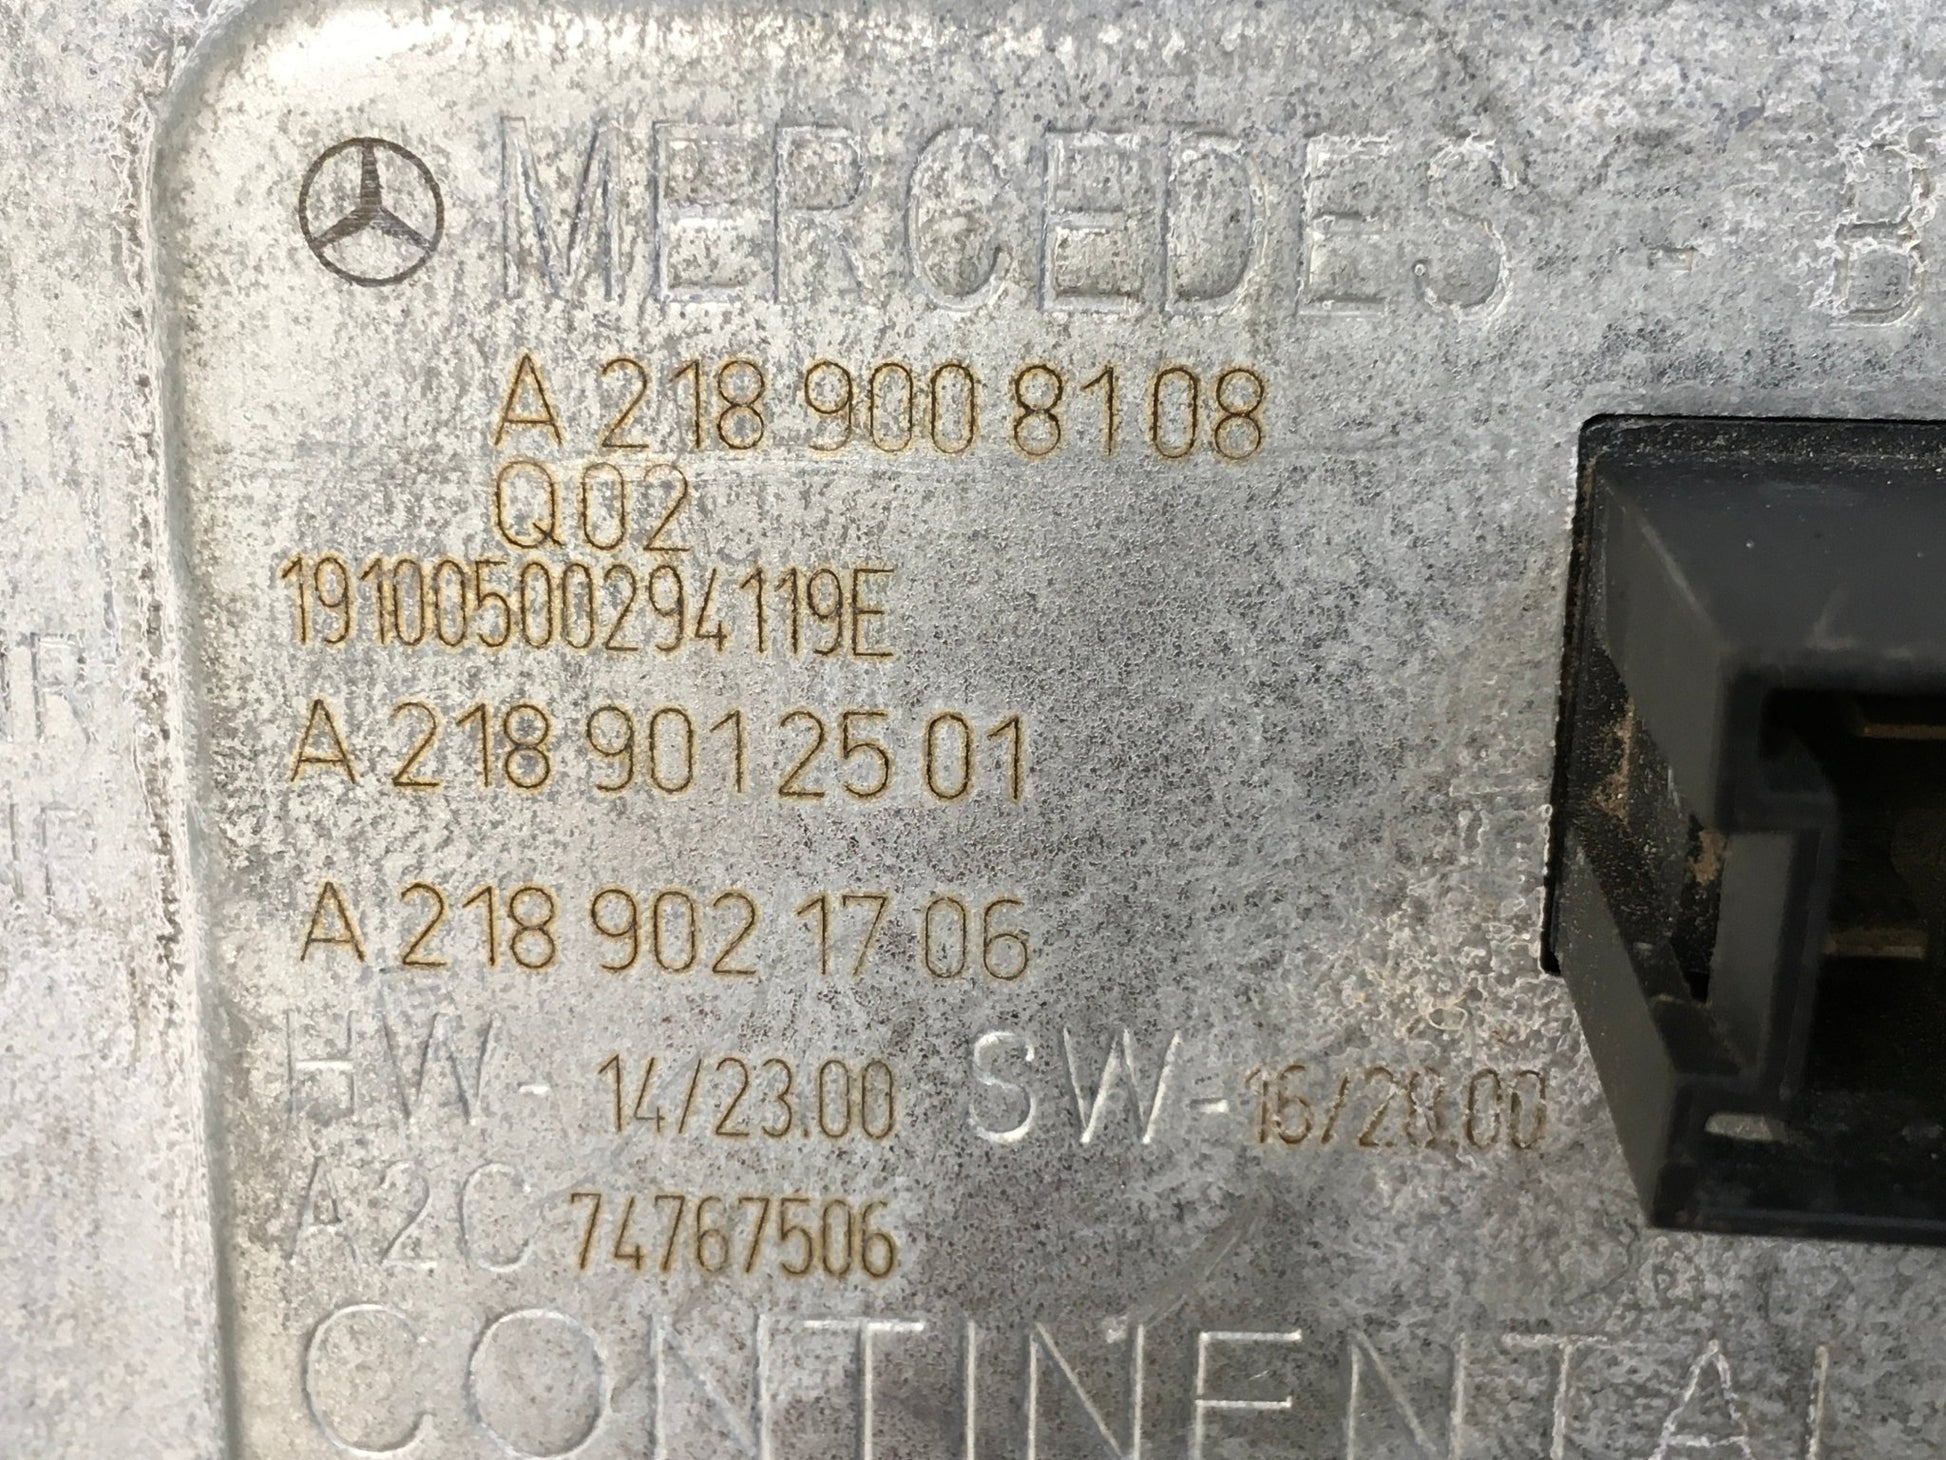 MERCEDES - B
A 218 900 81 08
Q02
19100500294119E
A 218 901 25 01
A 218 902 17 06
HW- 14/23.00 SW- 16/20.00
A2C 74767506
CONTINENTAL